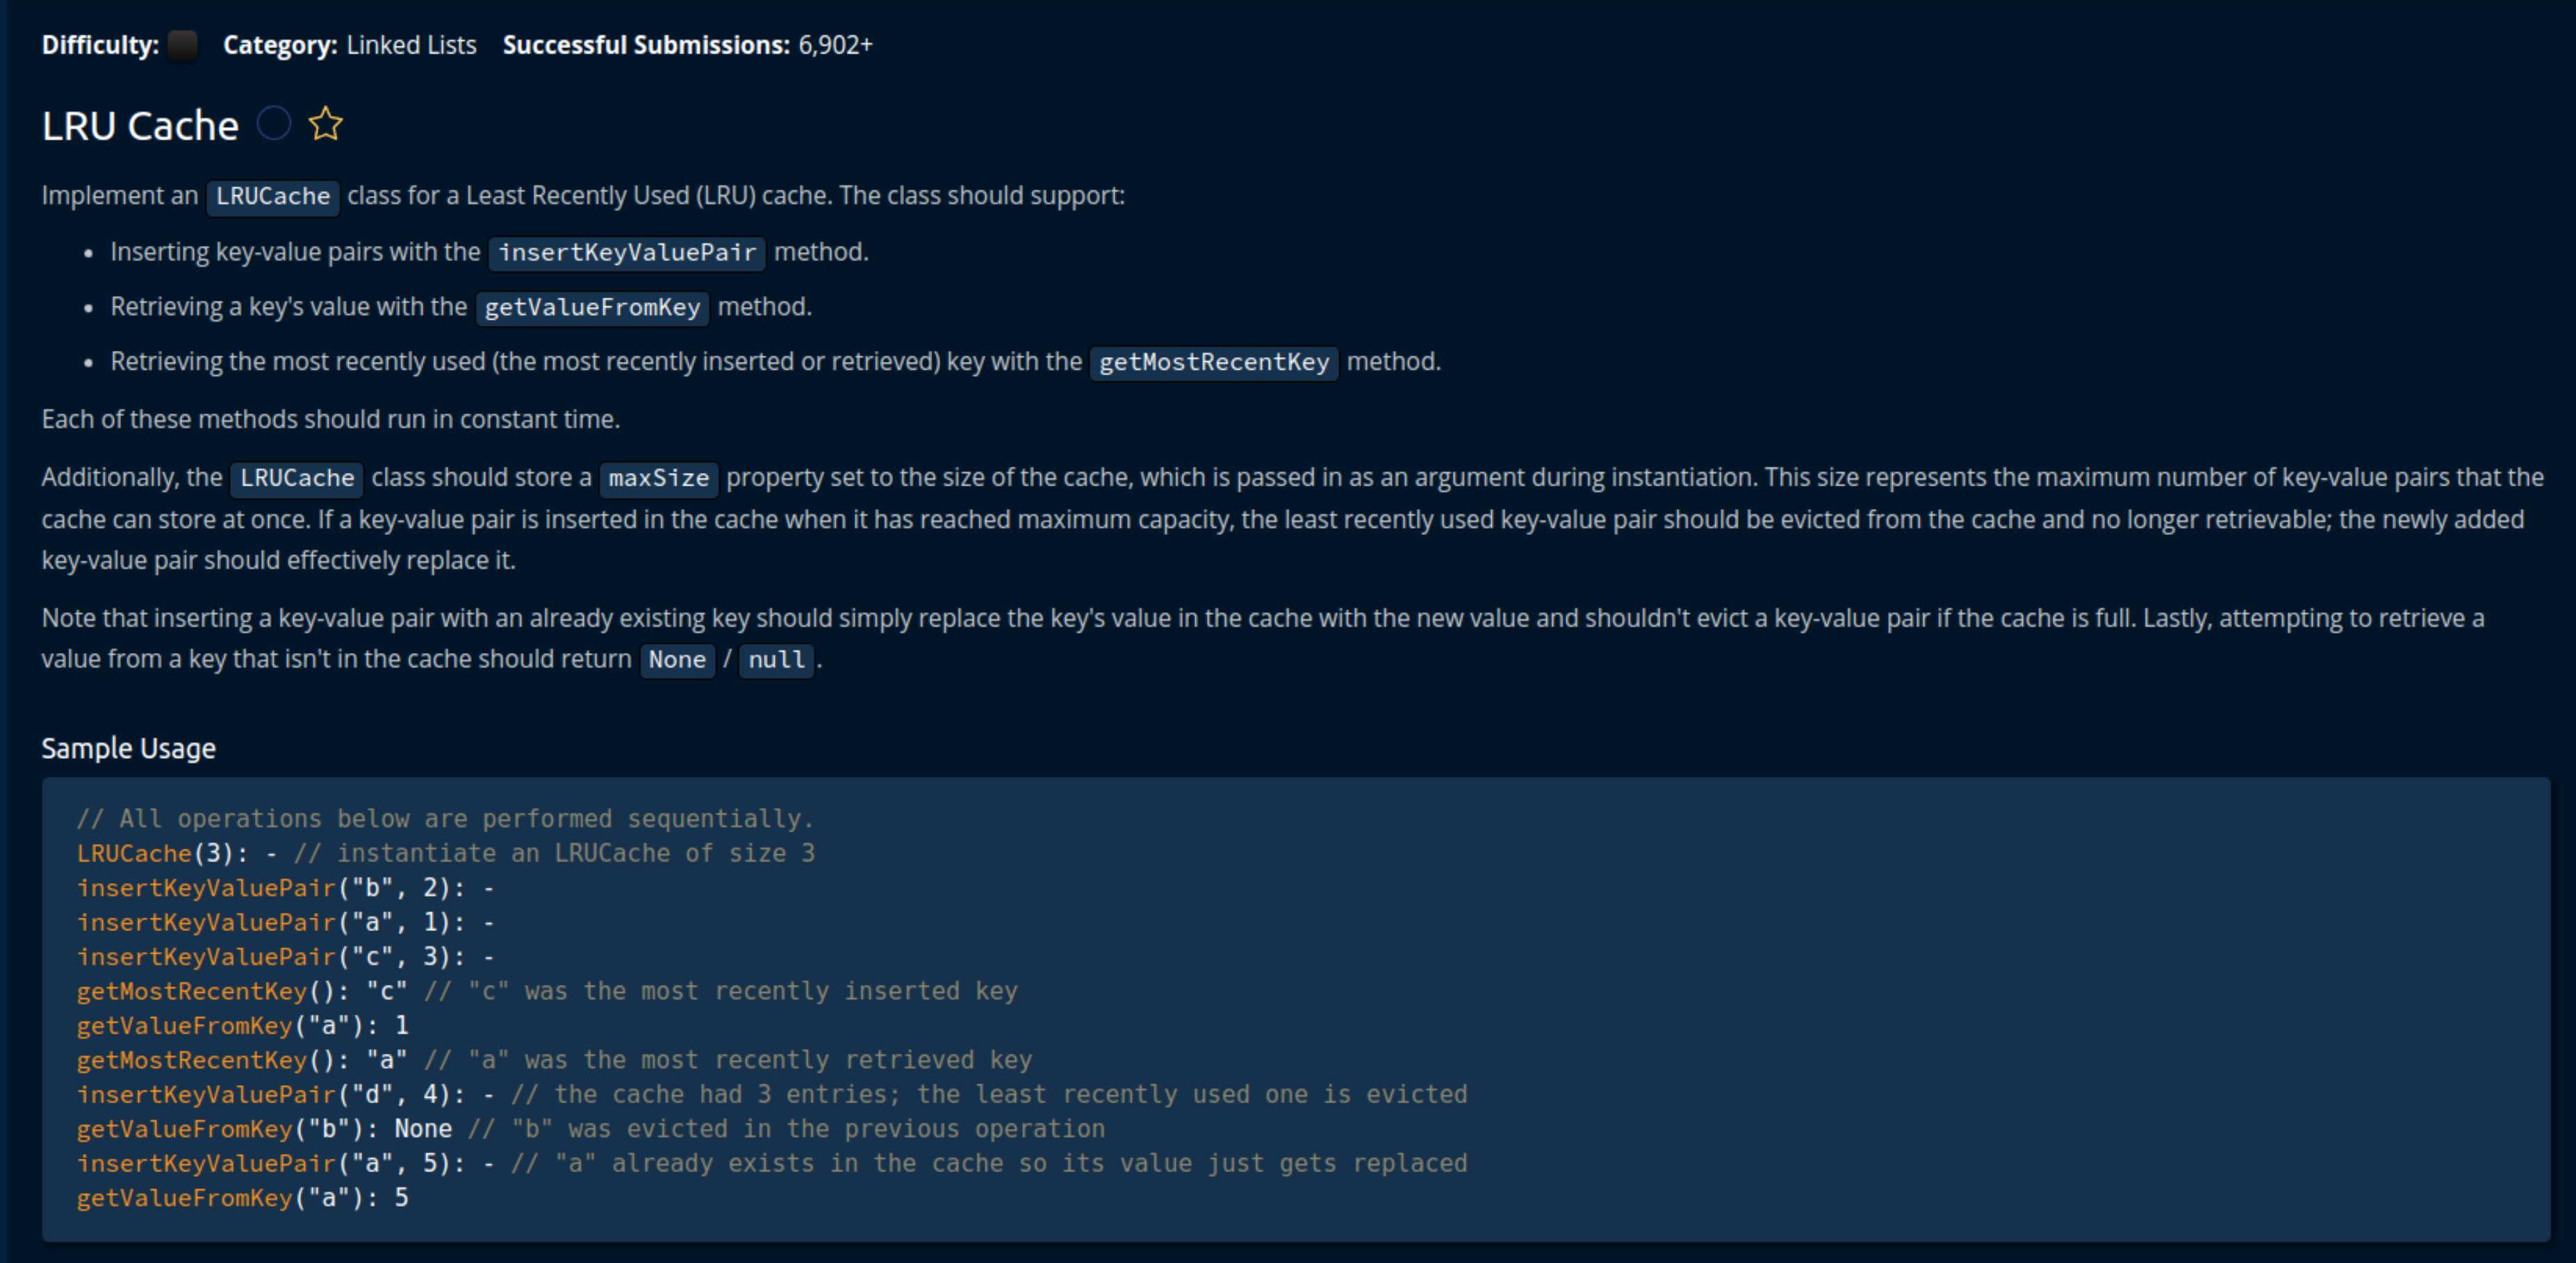 Difficulty: Category: Linked Lists Successful Submissions: 6,902+
LRU Cache
Implement an LRUCache class for a Least Recently Used (LRU) cache. The class should support:
• Inserting key-value pairs with the insertKeyValuePair method.
• Retrieving a key's value with the getValueFromKey method.
• Retrieving the most recently used (the most recently inserted or retrieved) key with the getMostRecentKey method.
Each of these methods should run in constant time.
Additionally, the LRUCache class should store a maxSize property set to the size of the cache, which is passed in as an argument during instantiation. This size represents the maximum number of key-value pairs that the
cache can store at once. If a key-value pair is inserted in the cache when it has reached maximum capacity, the least recently used key-value pair should be evicted from the cache and no longer retrievable; the newly added
key-value pair should effectively replace it.
Note that inserting a key-value pair with an already existing key should simply replace the key's value in the cache with the new value and shouldn't evict a key-value pair if the cache is full. Lastly, attempting to retrieve a
value from a key that isn't in the cache should return None / null .
Sample Usage
// All operations below are performed sequentially.
LRUCache(3): - // instantiate an LRUCache of size 3
insertKeyValuePair("b", 2): -
insertKeyValuePair("a", 1): -
insertKeyValuePair("c", 3): -
getMostRecentKey(): "c" // "c" was the most recently inserted key
getValueFromKey("a"): 1
getMostRecentKey(): "a" // "a" was the most recently retrieved key
insertKeyValuePair("d", 4): - // the cache had 3 entries; the least recently used one is evicted
getValueFromKey("b"): None // "b" was evicted in the previous operation
insertKeyValuePair("a", 5): - // "a" already exists in the cache so its value just gets replaced
getValueFromKey("a"): 5